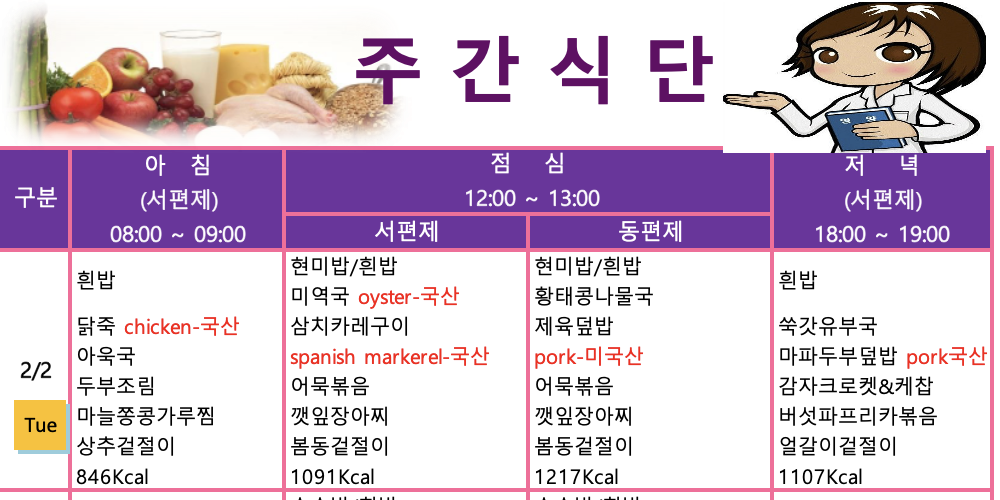 주간식단
영 양
구분
아 침
(서편제)
08:00 ~ 09:00
점 심
12:00 ~ 13:00
서편제
동편제
저 녁
(서편제)
18:00 ~ 19:00
2/2
Tue
흰밥
닭죽 chicken-국산
아욱국
두부조림
마늘쫑콩가루찜
상추겉절이
846Kcal
현미밥/흰밥
미역국 oyster-국산
삼치카레구이
spanish markerel-국산
어묵볶음
깻잎장아찌
봄동겉절이
1091Kcal
현미밥/흰밥
황태콩나물국
제육덮밥
pork-미국산
어묵볶음
깻잎장아찌
봄동겉절이
1217Kcal
흰밥
쑥갓유부국
마파두부덮밥 pork국산
감자크로켓&케찹
버섯파프리카볶음
얼갈이겉절이
1107Kcal